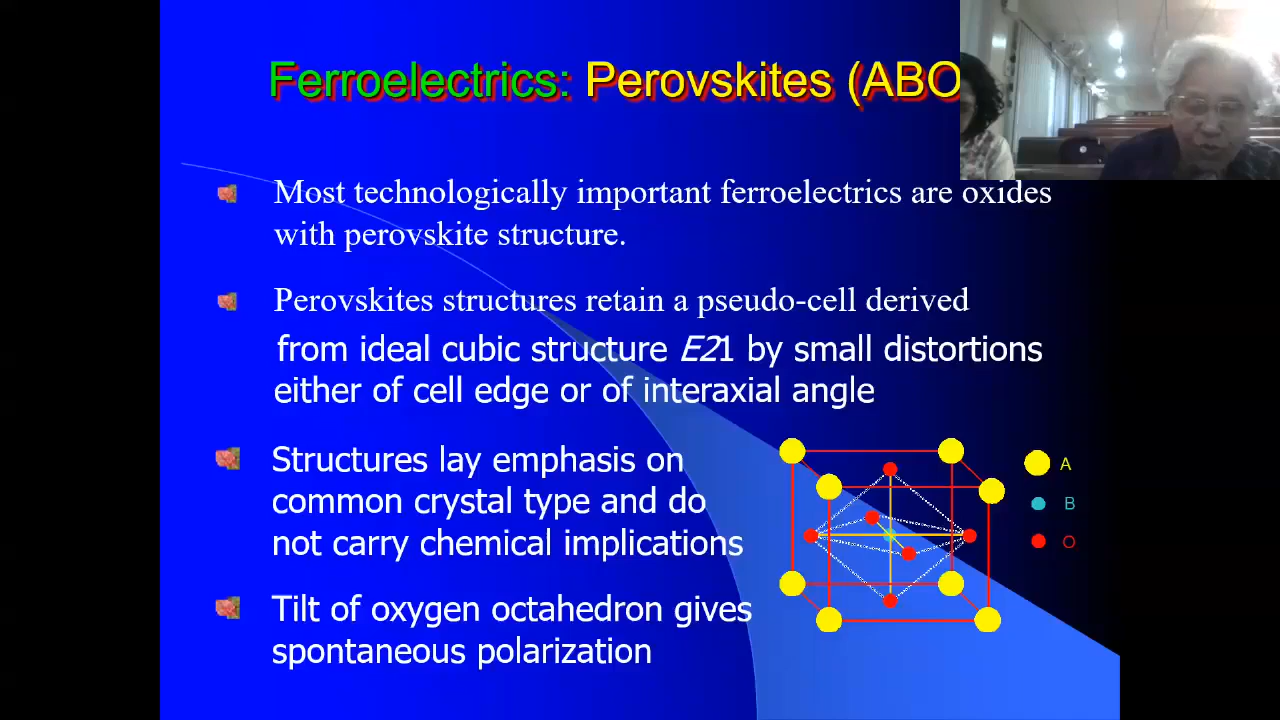 Ferroelectrics: Perovskites (ABO
Most technologically important ferroelectrics are oxides
with perovskite structure.
Perovskites structures retain a pseudo-cell derived
from ideal cubic structure E21 by small distortions
either of cell edge or of interaxial angle
Structures lay emphasis on
common crystal type and do
not carry chemical implications
Tilt of oxygen octahedron gives
spontaneous polarization
A
B
O